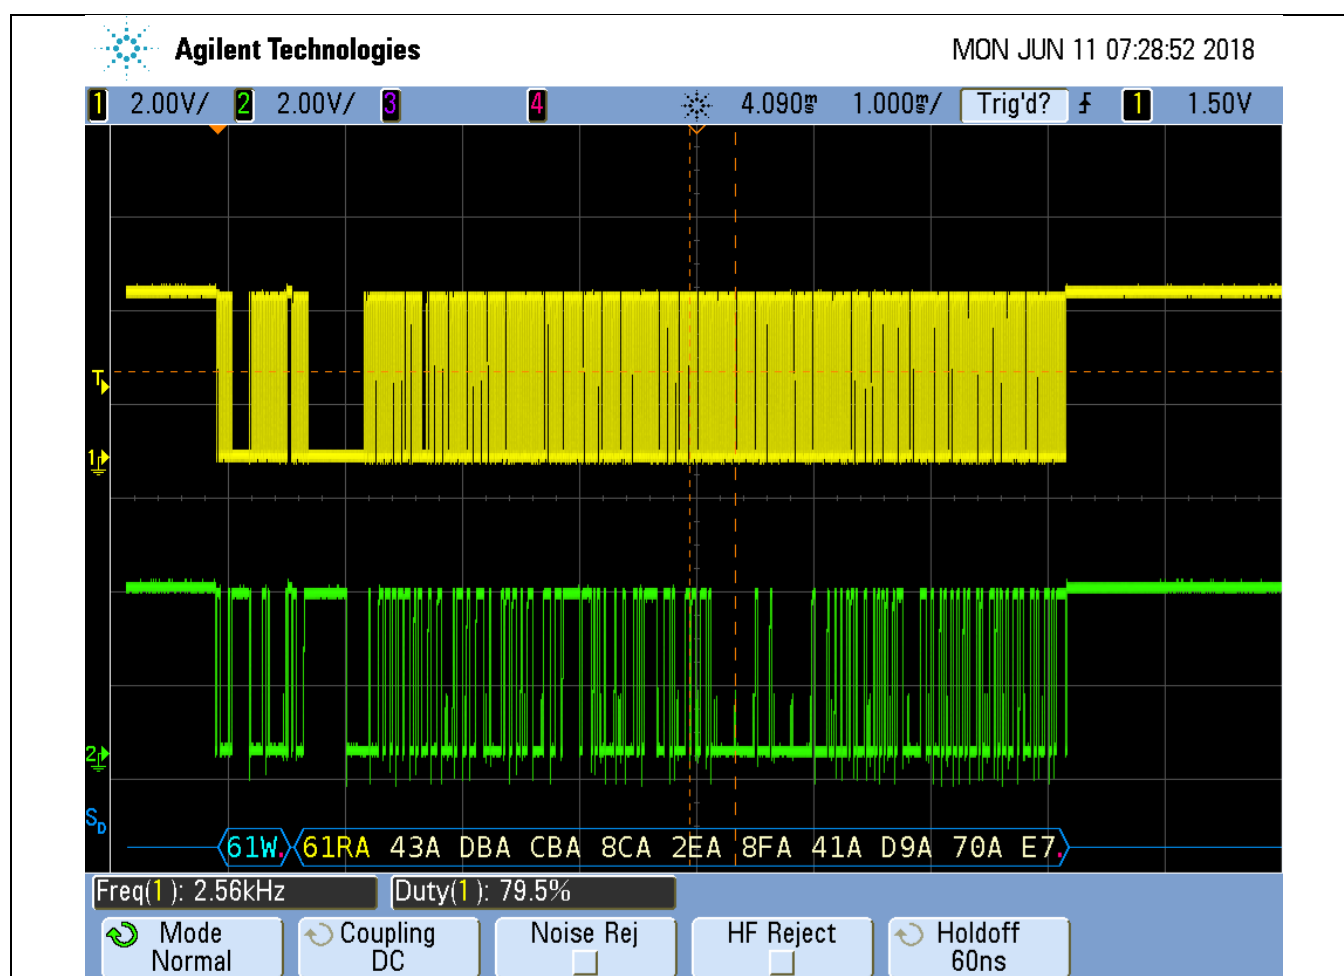 Agilent Technologies MON JUN 11 07:28:52 2018
1 2.00V/ 2 2.00V/ 3 4 4.090ms 1.000ms/ Trig'd? 1 1.50V
T
1
2
SD
61W. 61RA 43A DBA CBA 8CA 2EA 8FA 41A D9A 70A E7.
Freq(1): 2.56kHz Duty(1): 79.5%
Mode Coupling Noise Rej HF Reject Holdoff
Normal DC 60ns